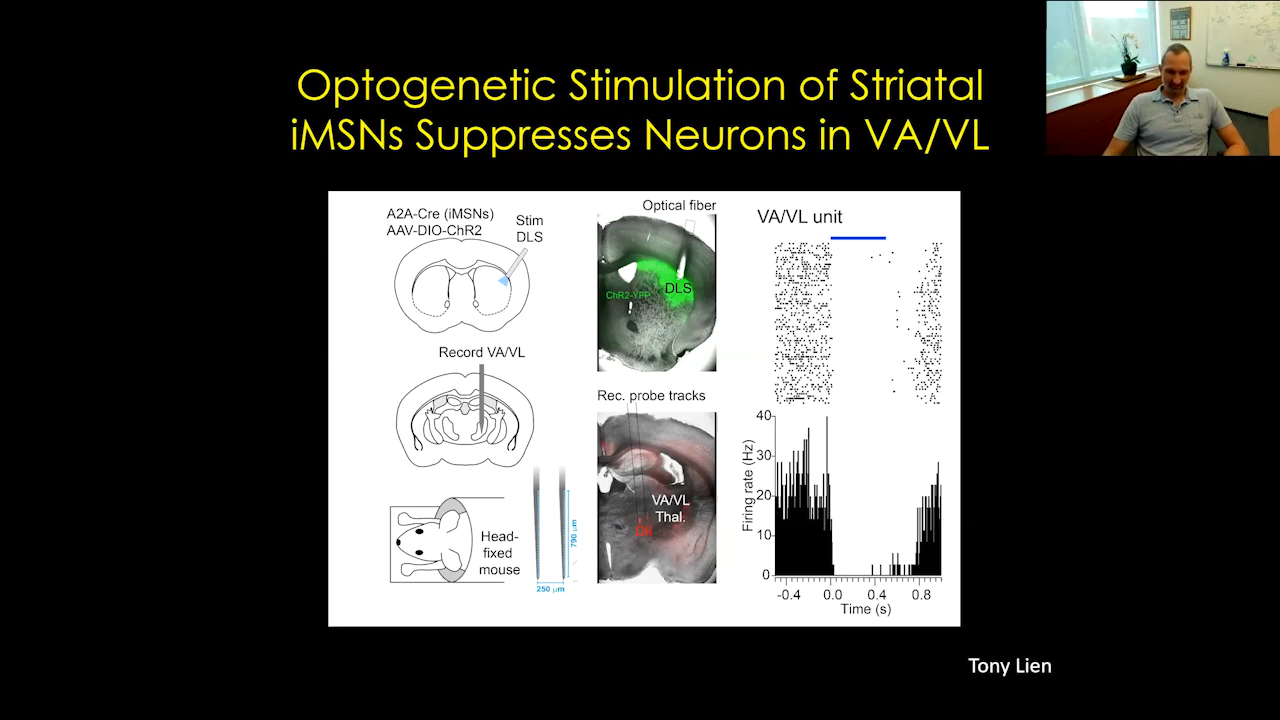 Optogenetic Stimulation of Striatal
iMSNs Suppresses Neurons in VA/VL
A2A-Cre (iMSNs)
AAV-DIO-ChR2
Stim
DLS
Record VA/VL
Head-
fixed
mouse
790 µm
250 µm
Optical fiber
ChR2-YFP
DLS
Rec. probe tracks
VA/VL
Thal.
DiI
VA/VL unit
Firing rate (Hz)
40
30
20
10
0
-0.4 0.0 0.4 0.8
Time (s)
Tony Lien